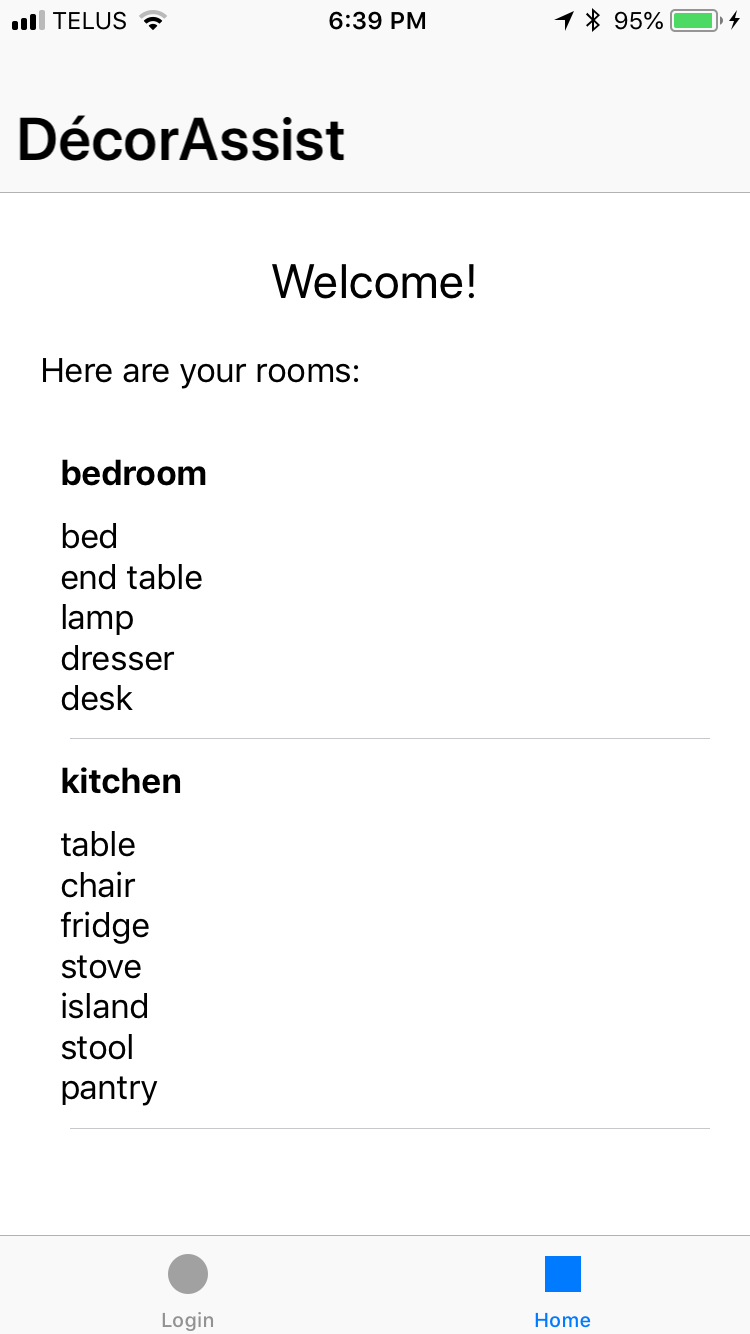 TELUS 6:39 PM 95%
DécorAssist
Welcome!
Here are your rooms:
bedroom
bed
end table
lamp
dresser
desk
kitchen
table
chair
fridge
stove
island
stool
pantry
Login Home